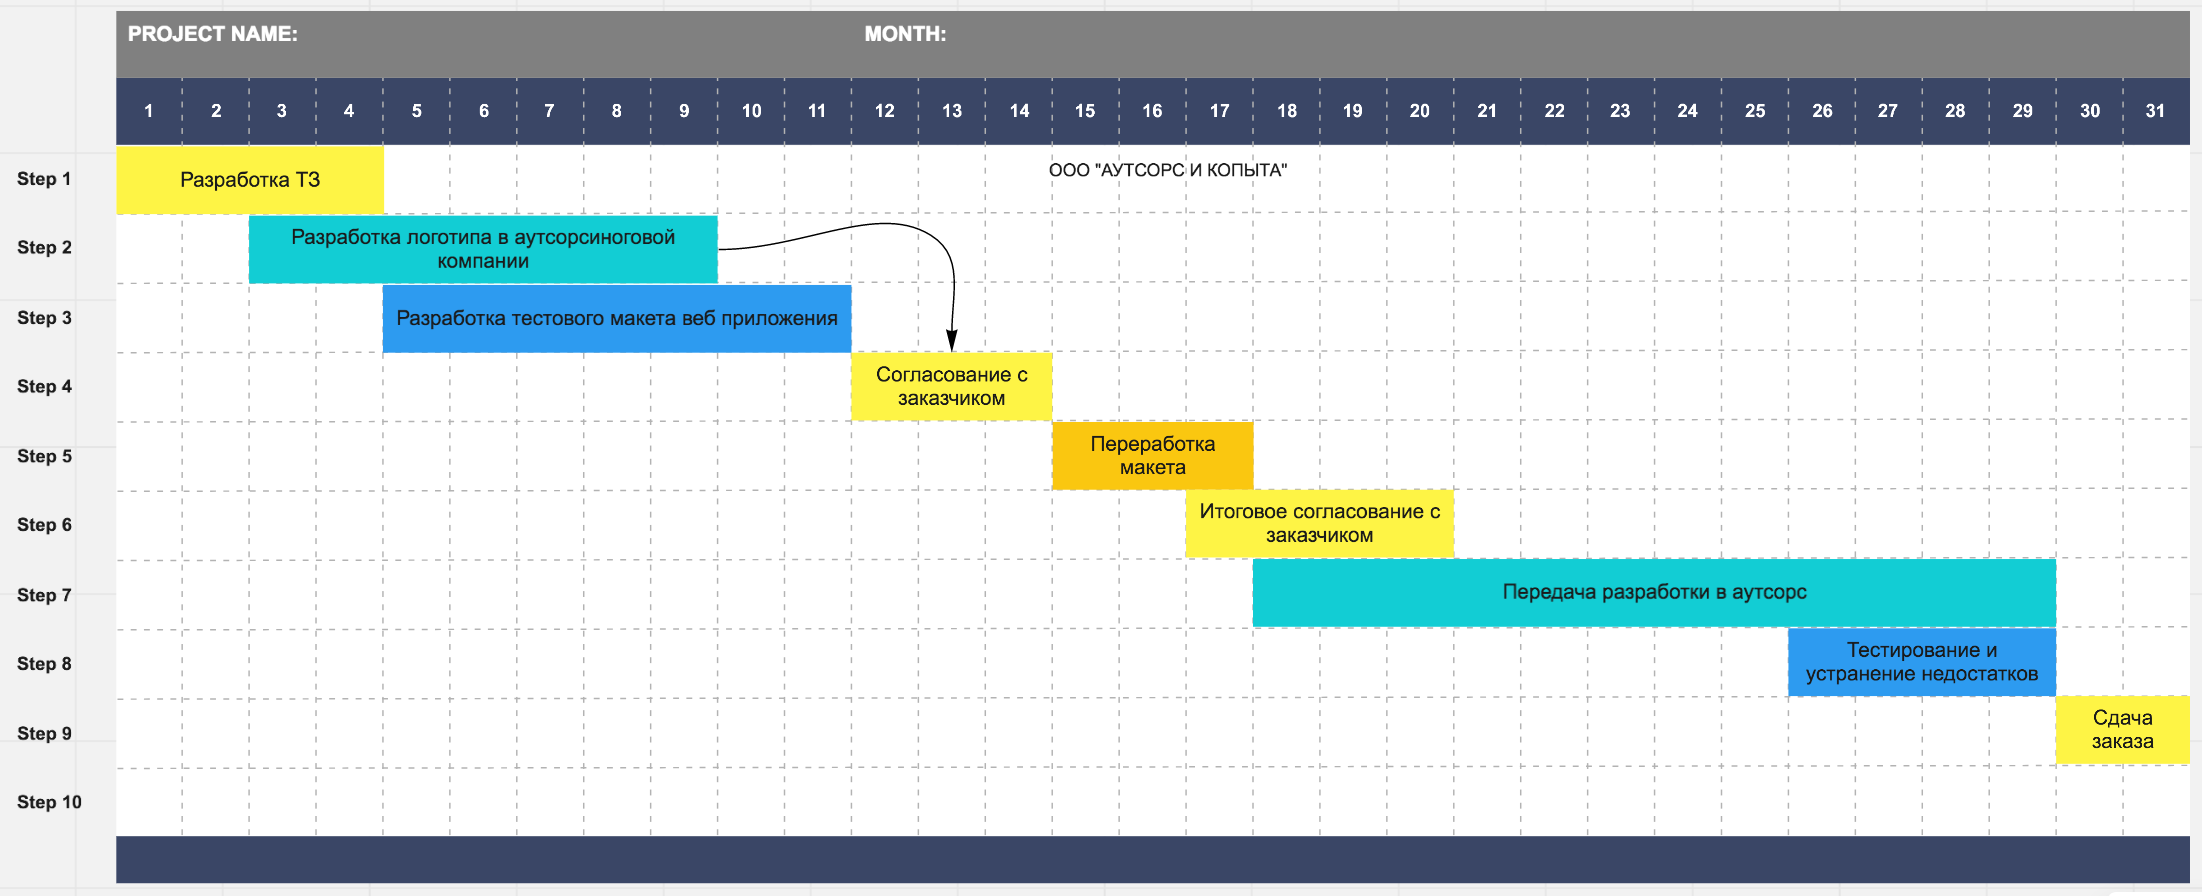 PROJECT NAME:
MONTH:
1 2 3 4 5 6 7 8 9 10 11 12 13 14 15 16 17 18 19 20 21 22 23 24 25 26 27 28 29 30 31
Step 1
Разработка ТЗ
ООО "АУТСОРС И КОПЫТА"
Step 2
Разработка логотипа в аутсорсиноговой
компании
Step 3
Разработка тестового макета веб приложения
Step 4
Согласование с
заказчиком
Step 5
Переработка
макета
Step 6
Итоговое согласование с
заказчиком
Step 7
Передача разработки в аутсорс
Step 8
Тестирование и
устранение недостатков
Step 9
Сдача
заказа
Step 10